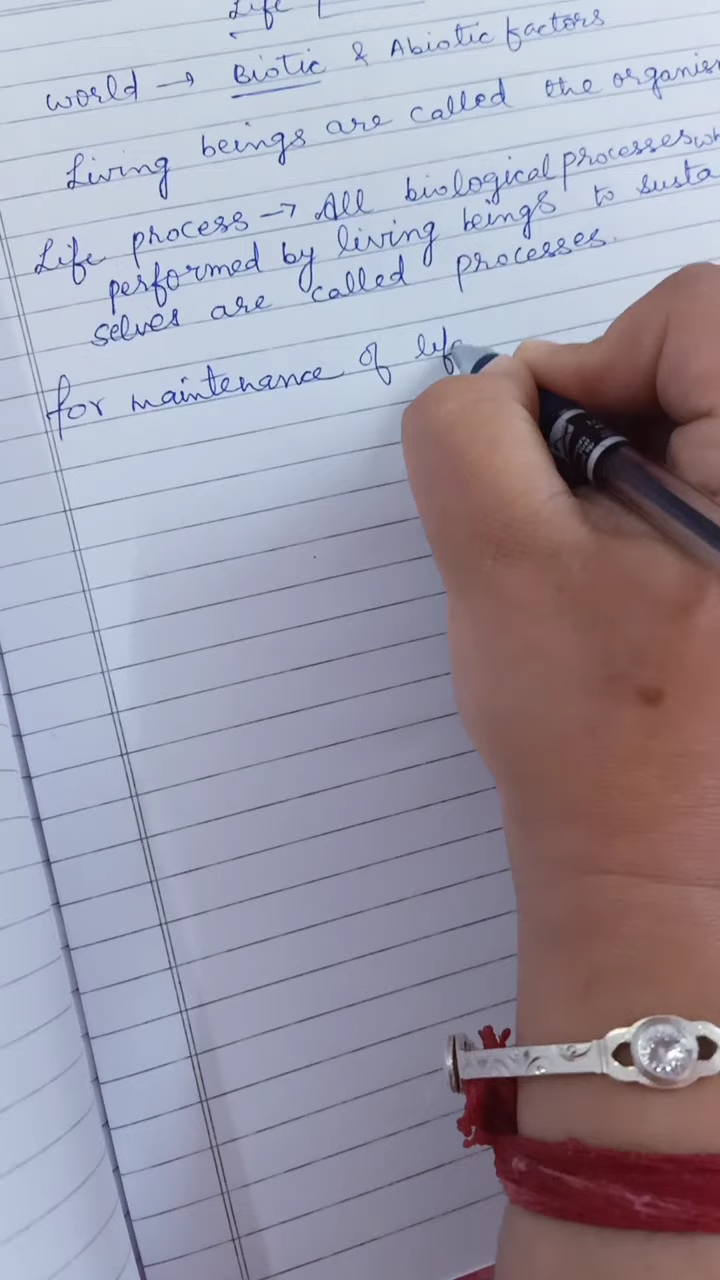 Life
world → Biotic & Abiotic factors
Living beings are called the organis
Life process → All biological processes wh
performed by living beings to susta
selves are called processes.
for maintenance of lif